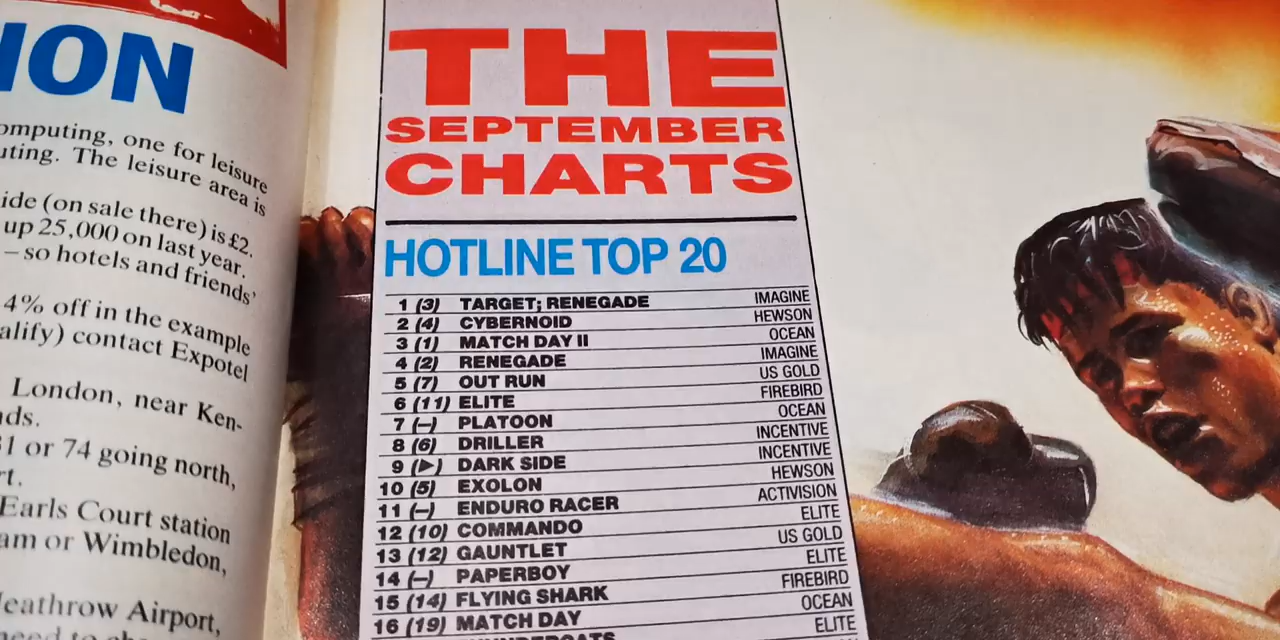 ION
omputing, one for leisure
uting. The leisure area is
ide (on sale there) is £2.
up 25,000 on last year.
– so hotels and friends'
4% off in the example
alify) contact Expotel
London, near Ken-
nds.
31 or 74 going north,
rt.
Earls Court station
am or Wimbledon,
Heathrow Airport,
need to
THE
SEPTEMBER
CHARTS
HOTLINE TOP 20
1 (3) TARGET; RENEGADE IMAGINE
2 (4) CYBERNOID HEWSON
3 (1) MATCH DAY II OCEAN
4 (2) RENEGADE IMAGINE
5 (7) OUT RUN US GOLD
6 (11) ELITE FIREBIRD
7 (–) PLATOON OCEAN
8 (6) DRILLER INCENTIVE
9 (►) DARK SIDE INCENTIVE
10 (5) EXOLON HEWSON
11 (–) ENDURO RACER ACTIVISION
12 (10) COMMANDO ELITE
13 (12) GAUNTLET US GOLD
14 (–) PAPERBOY ELITE
15 (14) FLYING SHARK FIREBIRD
16 (19) MATCH DAY OCEAN
THUNDERCATS ELITE